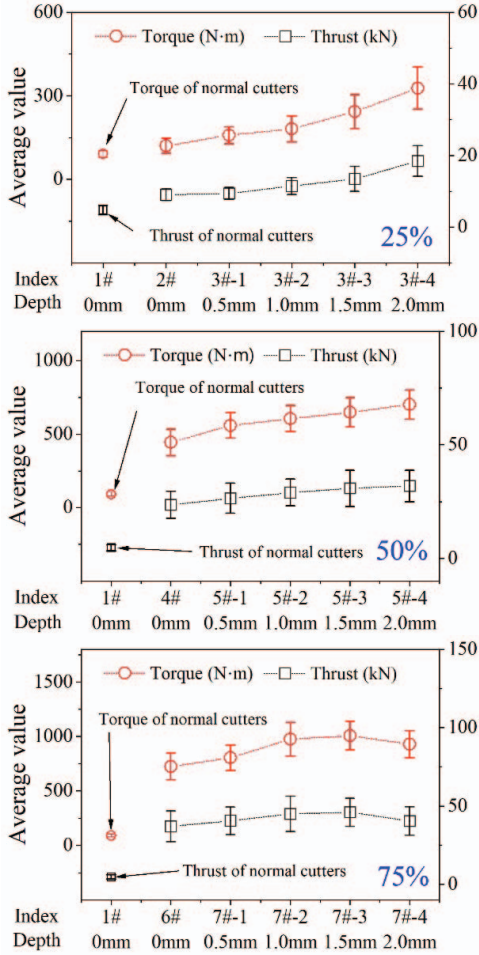 600
60
Torque (N·m)
Thrust (kN)
Torque of normal cutters
300
40
20
0
0
Average value
Thrust of normal cutters
25%
Index 1# 2# 3#-1 3#-2 3#-3 3#-4
Depth 0mm 0mm 0.5mm 1.0mm 1.5mm 2.0mm
100
1000
Torque (N·m)
Thrust (kN)
Torque of normal cutters
500
50
0
Average value
Thrust of normal cutters
50%
0
Index 1# 4# 5#-1 5#-2 5#-3 5#-4
Depth 0mm 0mm 0.5mm 1.0mm 1.5mm 2.0mm
150
1500
Torque (N·m)
Thrust (kN)
Torque of normal cutters
100
1000
500
50
0
Average value
Thrust of normal cutters
75%
0
Index 1# 6# 7#-1 7#-2 7#-3 7#-4
Depth 0mm 0mm 0.5mm 1.0mm 1.5mm 2.0mm